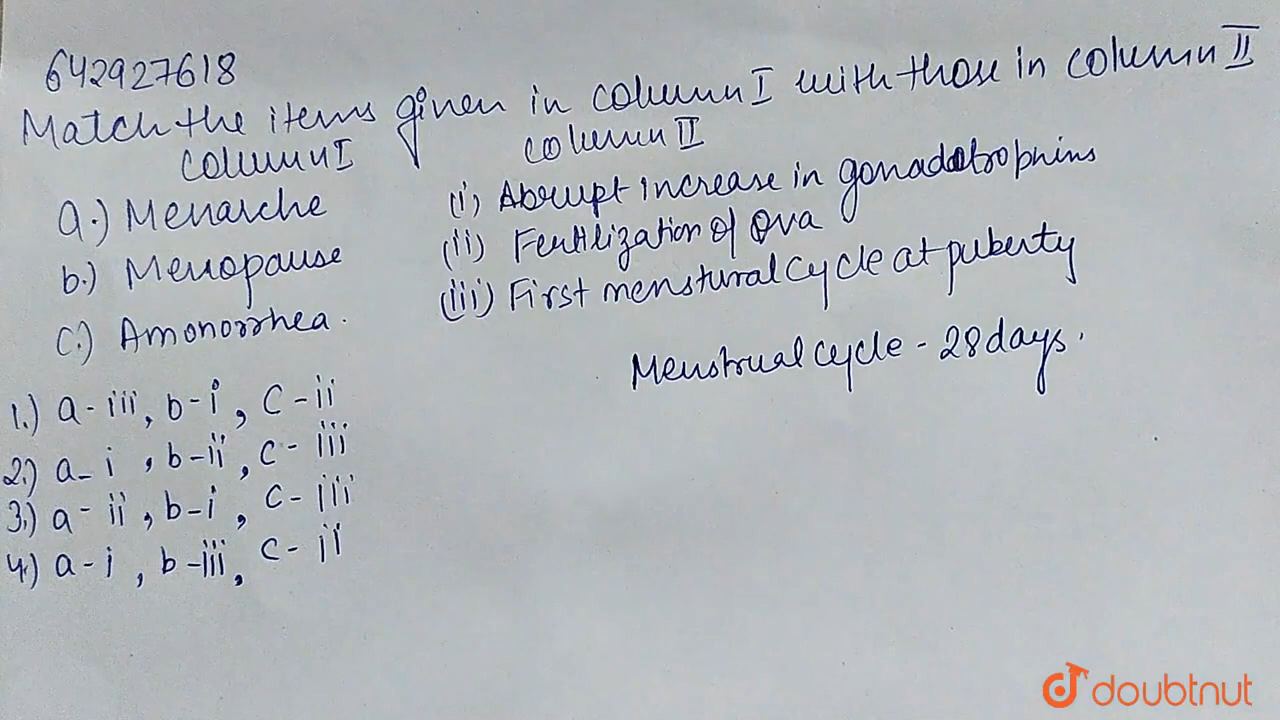 642927618
Match the items given in column I with those in column II
column I column II
a.) Menarche (i) Abrupt increase in gonadotrophins
b.) Menopause (ii) Fertilization of ova
c.) Amonorrhea. (iii) First menstural cycle at puberty
Menstrual cycle - 28 days.
1.) a - iii, b - i, c - ii
2.) a - i, b - ii, c - iii
3.) a - ii, b - i, c - iii
4.) a - i, b - iii, c - ii
doubtnut